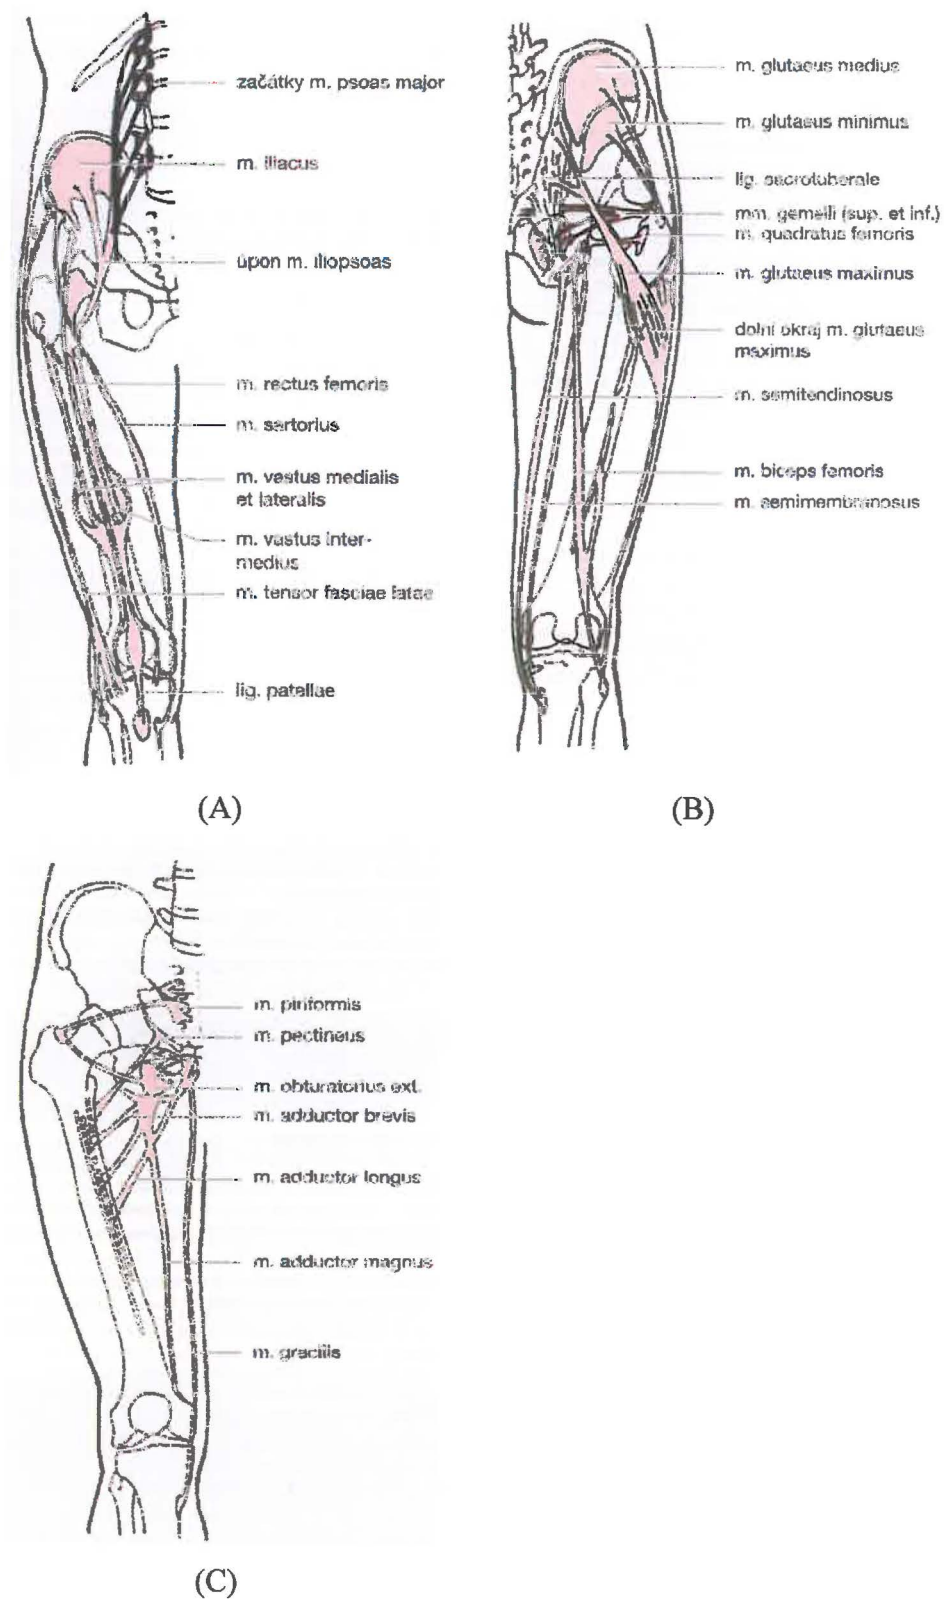 začátky m. psoas major
m. iliacus
úpon m. iliopsoas
m. rectus femoris
m. sartorius
m. vastus medialis
et lateralis
m. vastus inter-
medius
m. tensor fasciae latae
lig. patellae
(A)
m. glutaeus medius
m. glutaeus minimus
lig. sacrotuberale
mm. gemelli (sup. et inf.)
m. quadratus femoris
m. glutaeus maximus
dolní okraj m. glutaeus
maximus
m. semitendinosus
m. biceps femoris
m. semimembranosus
(B)
m. piriformis
m. pectineus
m. obturatorius ext.
m. adductor brevis
m. adductor longus
m. adductor magnus
m. gracilis
(C)